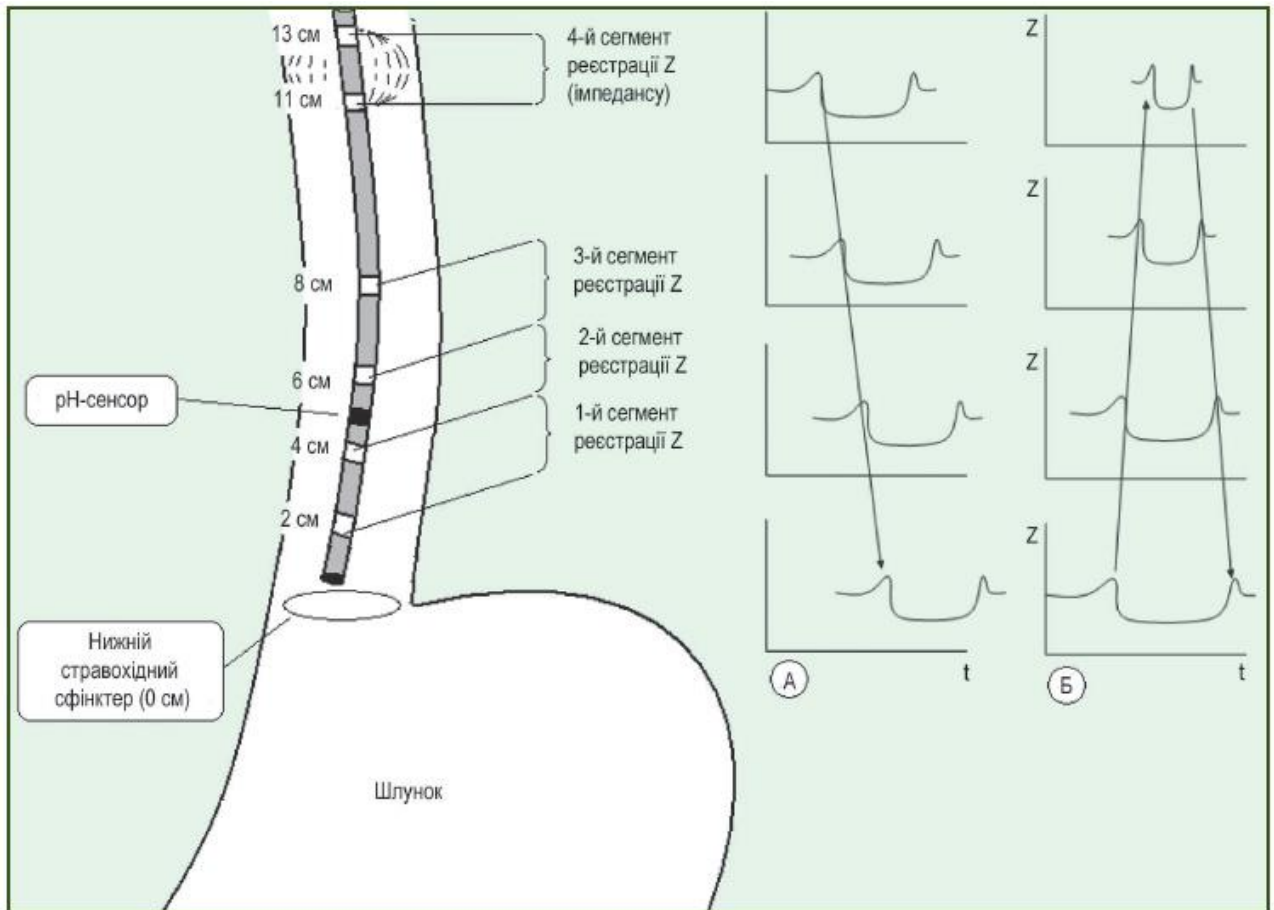 13 см
11 см
8 см
6 см
4 см
2 см
рН-сенсор
Нижній
стравохідний
сфінктер (0 см)
Шлунок
4-й сегмент
реєстрації Z
(імпедансу)
3-й сегмент
реєстрації Z
2-й сегмент
реєстрації Z
1-й сегмент
реєстрації Z
t
А
Z
Z
Z
Z
t
Б